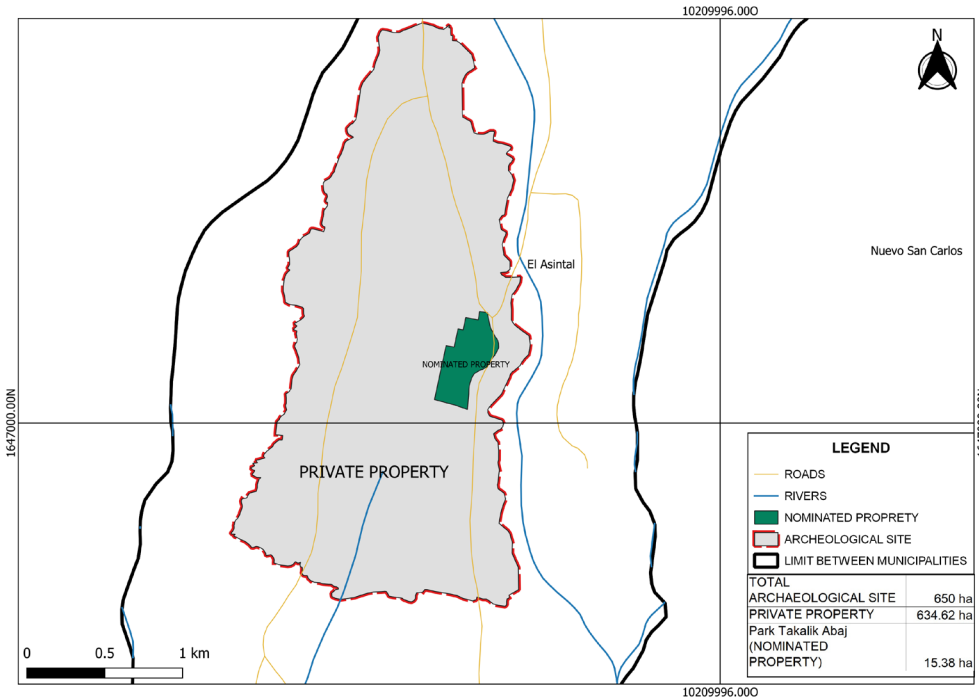 10209996.00O
N
Nuevo San Carlos
El Asintal
NOMINATED PROPERTY
1647000.00N
PRIVATE PROPERTY
LEGEND
ROADS
RIVERS
NOMINATED PROPRETY
ARCHEOLOGICAL SITE
LIMIT BETWEEN MUNICIPALITIES
TOTAL
ARCHAEOLOGICAL SITE 650 ha
PRIVATE PROPERTY 634.62 ha
Park Takalik Abaj
(NOMINATED
PROPERTY) 15.38 ha
0 0.5 1 km
10209996.00O